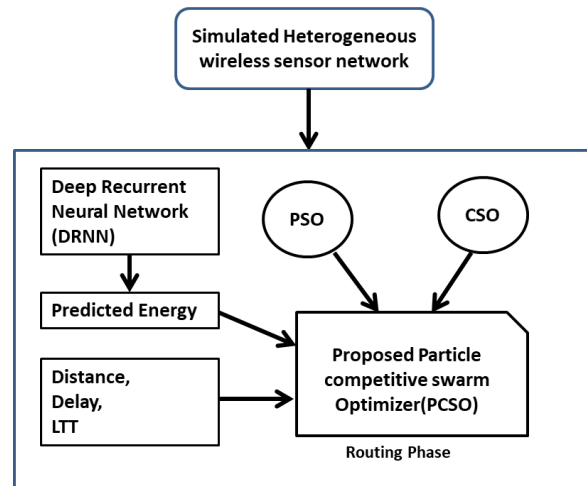 Simulated Heterogeneous
wireless sensor network
Deep Recurrent
Neural Network
(DRNN)
PSO
CSO
Predicted Energy
Distance,
Delay,
LTT
Proposed Particle
competitive swarm
Optimizer(PCSO)
Routing Phase